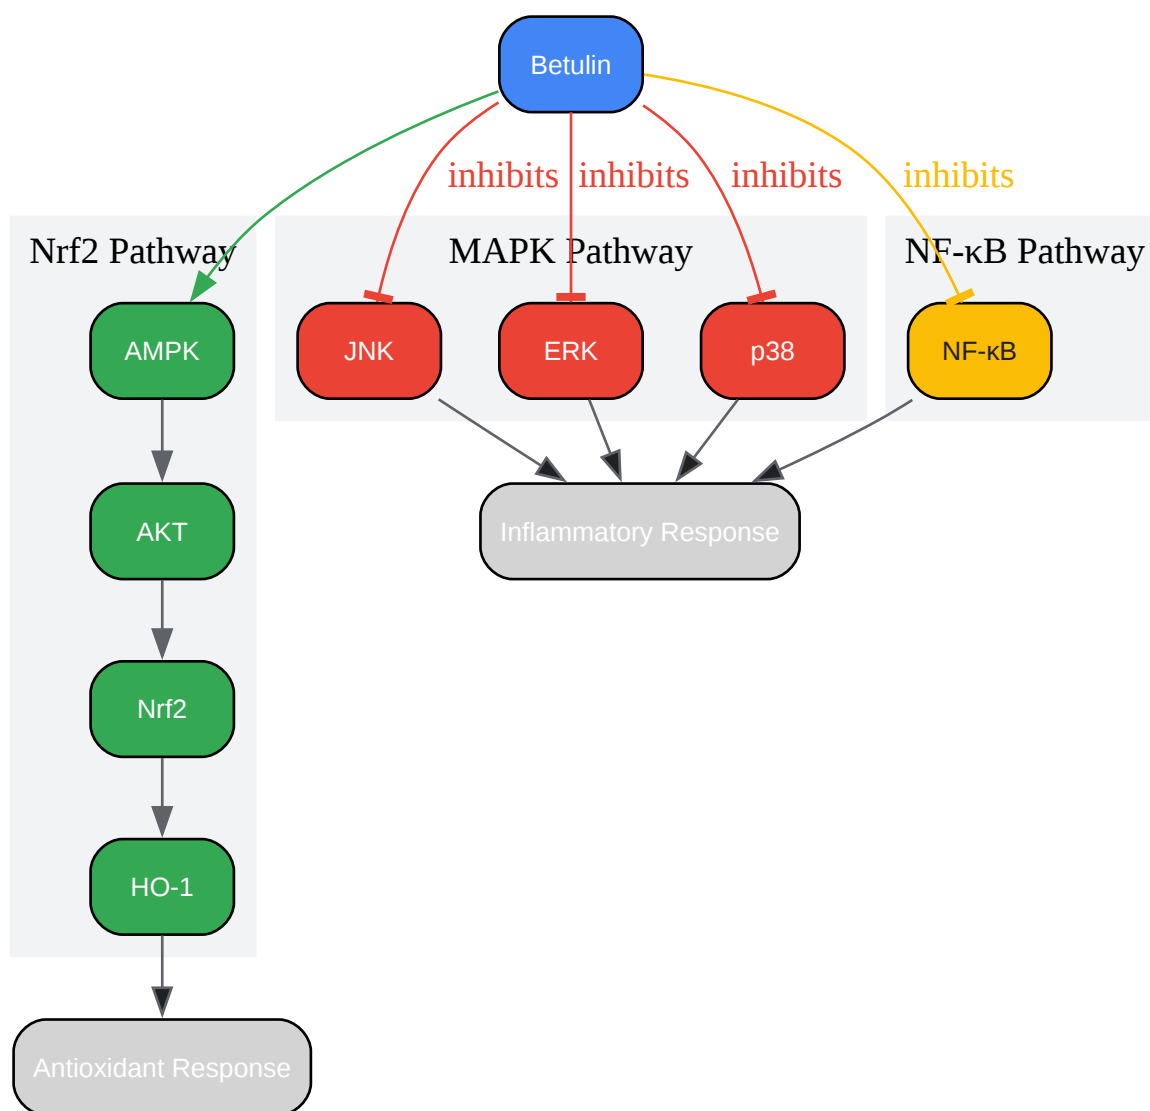 Betulin
inhibits
inhibits
inhibits
inhibits
Nrf2 Pathway
MAPK Pathway
NF-κB Pathway
AMPK
JNK
ERK
p38
NF-κB
AKT
Inflammatory Response
Nrf2
HO-1
Antioxidant Response